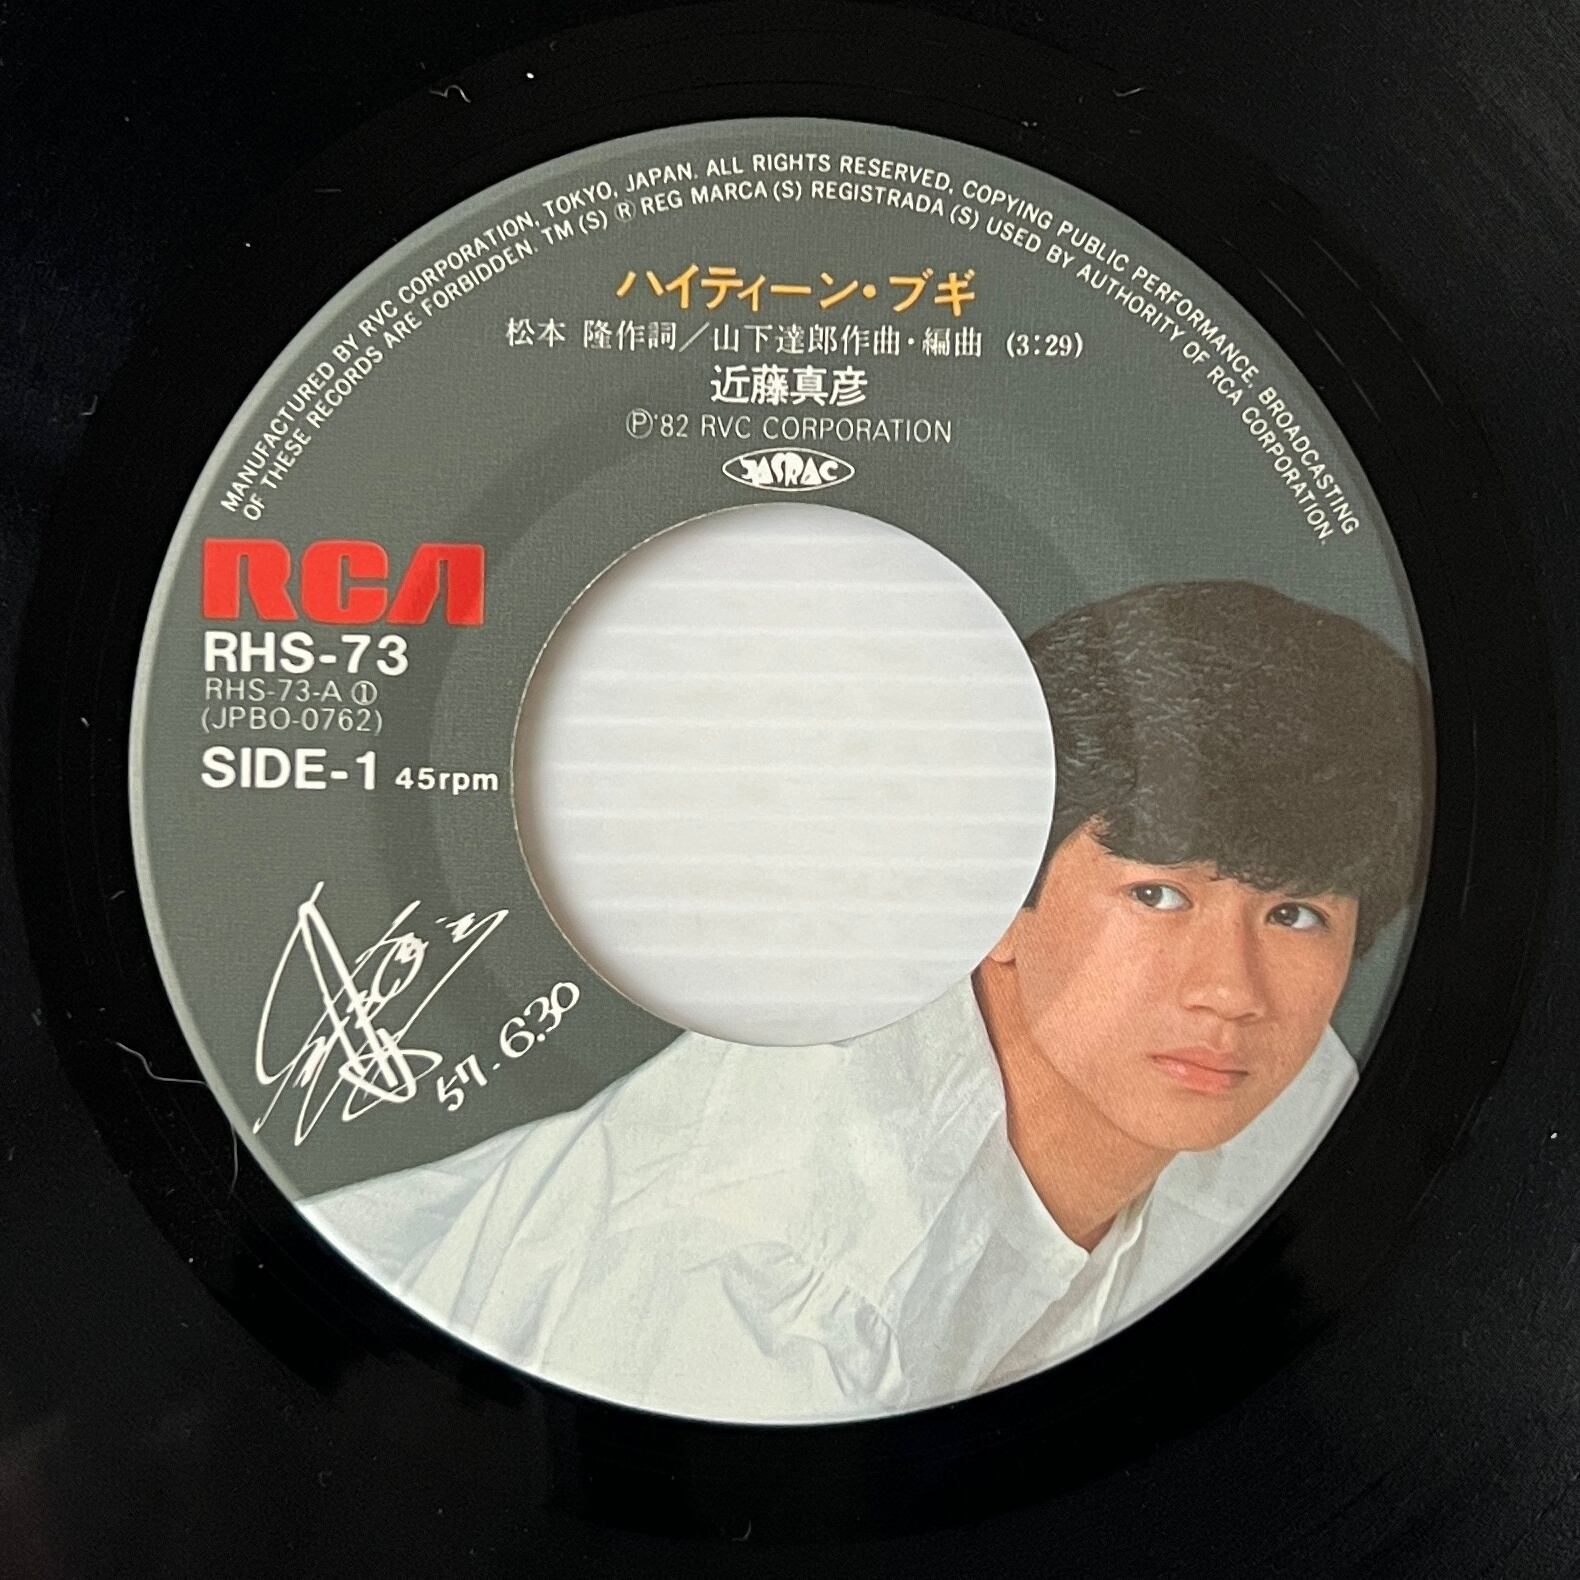 MANUFACTURED BY RVC CORPORATION, TOKYO, JAPAN. ALL RIGHTS RESERVED. COPYING PUBLIC PERFORMANCE, BROADCASTING
OF THESE RECORDS ARE FORBIDDEN. TM (S) ® REG MARCA (S) REGISTRADA (S) USED BY AUTHORITY OF RCA CORPORATION.
ハイティーン・ブギ
松本 隆作詞／山下達郎作曲・編曲 (3:29)
近藤真彦
Ⓟ'82 RVC CORPORATION
JASRAC
RCA
RHS-73
RHS-73-A ①
(JPBO-0762)
SIDE-1 45rpm
57.6.30